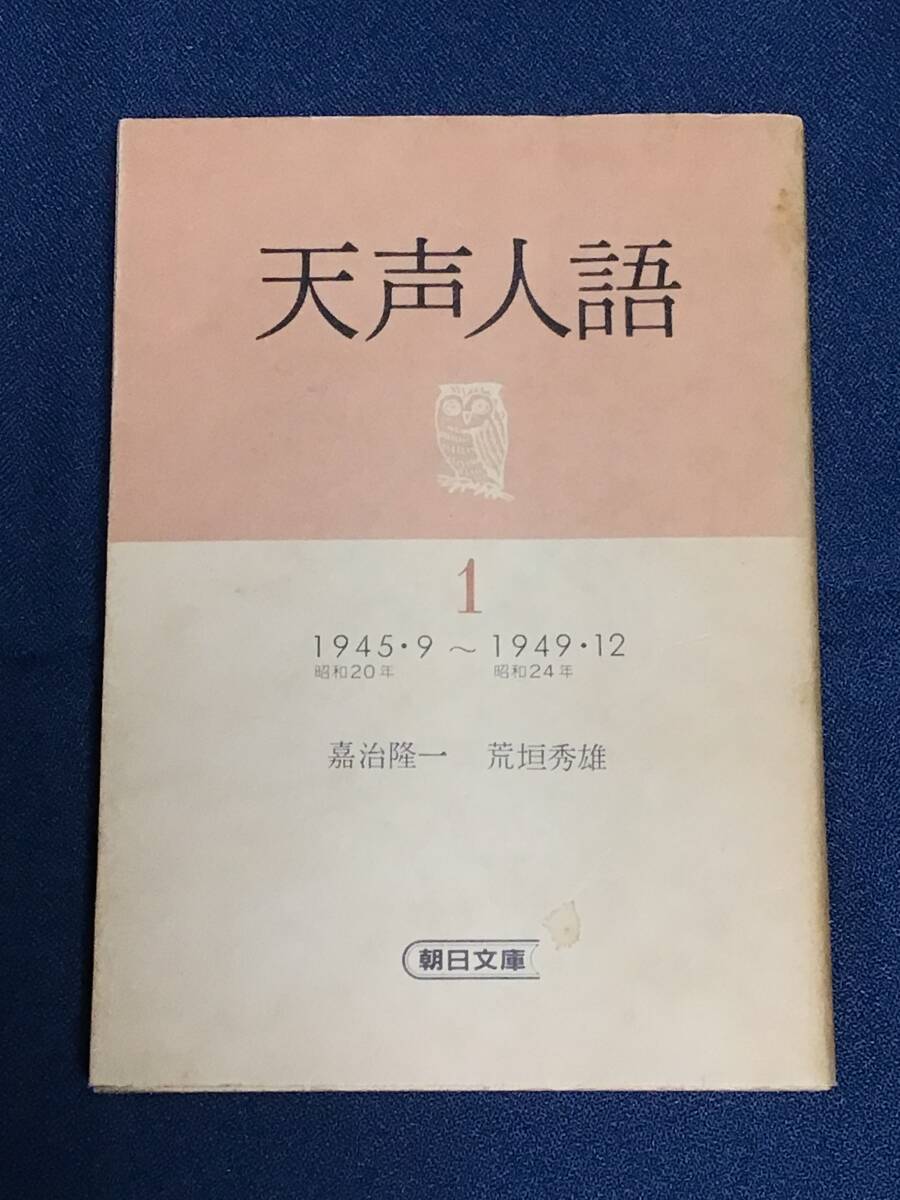 天声人語
1
1945・9 ～ 1949・12
昭和20年 昭和24年
嘉治隆一 荒垣秀雄
朝日文庫